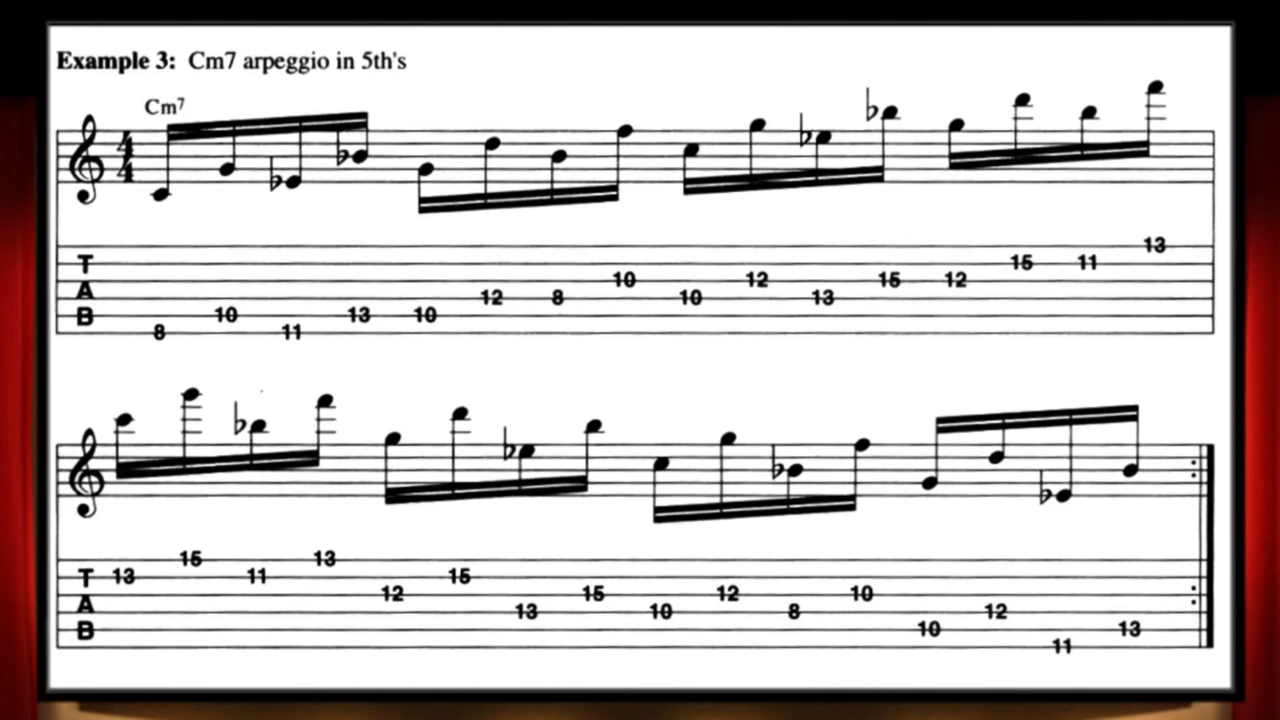 Example 3: Cm7 arpeggio in 5th's
Cm7
4
4
T
A
B
13
15 11
10 12 15 12
12 8 10 13
10 13 10
8 11
T
A
B
15 13
13 11 15
12 15 12 10
13 10 8 12
10 13
11